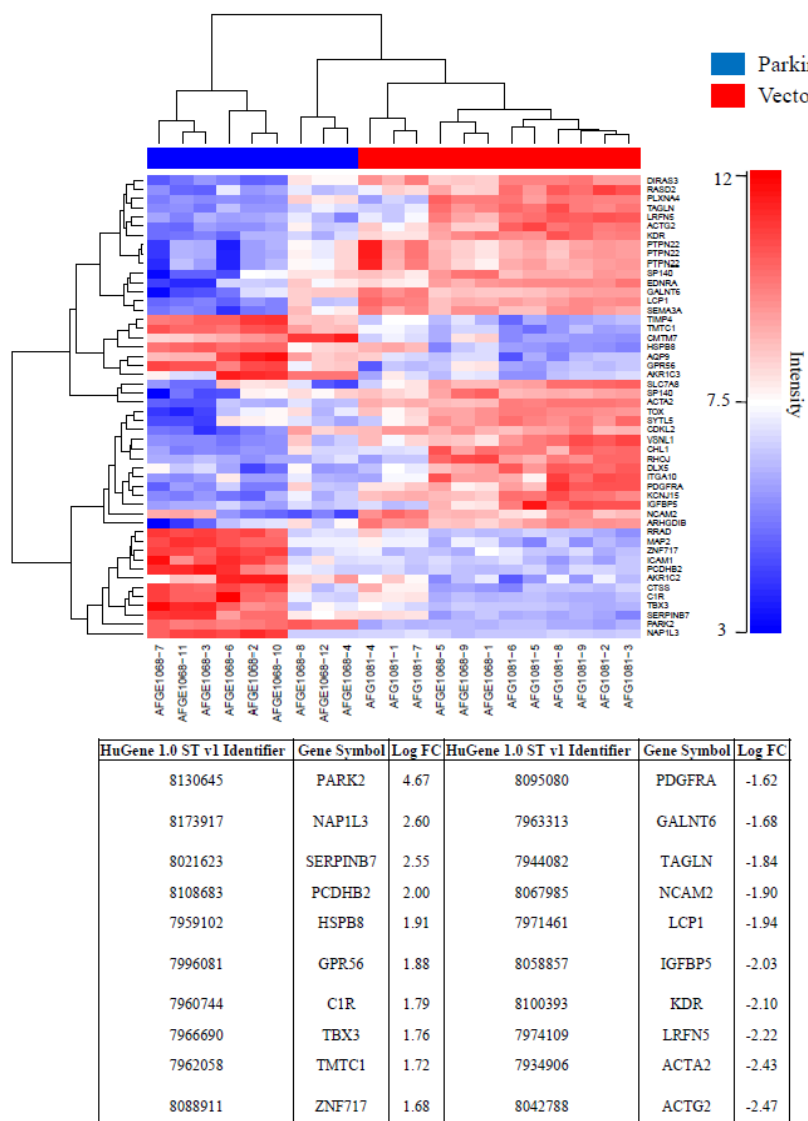 Parki
Vecto
12
7.5
3
Intensity
DIRAS3
RASD2
PLXNA4
TAGLN
LRFN5
ACTG2
KDR
PTPN22
PTPN22
PTPN22
SP140
EDNRA
GALNT6
LCP1
SEMA3A
TIMP4
TMTC1
CMTM7
HSPB8
AQP9
GPR56
AKR1C3
SLC7A8
SP140
ACTA2
TOX
SYTL5
CDKL2
VSNL1
CHL1
RHOJ
DLX5
ITGA10
PDGFRA
KCNJ15
IGFBP5
NCAM2
ARHGDIB
RRAD
MAF2
ZNF717
ICAM1
PCDHB2
AKR1C2
CTSS
C1R
TBX3
SERPINB7
PARK2
NAP1L3
AFGE1068-7
AFGE1068-11
AFGE1068-3
AFGE1068-6
AFGE1068-2
AFGE1068-10
AFGE1068-8
AFGE1068-12
AFGE1068-4
AFG1081-4
AFG1081-1
AFG1081-7
AFGE1068-5
AFGE1068-9
AFGE1068-1
AFG1081-6
AFG1081-5
AFG1081-8
AFG1081-9
AFG1081-2
AFG1081-3
HuGene 1.0 ST v1 Identifier Gene Symbol Log FC HuGene 1.0 ST v1 Identifier Gene Symbol Log FC
8130645 PARK2 4.67 8095080 PDGFRA -1.62
8173917 NAP1L3 2.60 7963313 GALNT6 -1.68
8021623 SERPINB7 2.55 7944082 TAGLN -1.84
8108683 PCDHB2 2.00 8067985 NCAM2 -1.90
7959102 HSPB8 1.91 7971461 LCP1 -1.94
7996081 GPR56 1.88 8058857 IGFBP5 -2.03
7960744 C1R 1.79 8100393 KDR -2.10
7966690 TBX3 1.76 7974109 LRFN5 -2.22
7962058 TMTC1 1.72 7934906 ACTA2 -2.43
8088911 ZNF717 1.68 8042788 ACTG2 -2.47